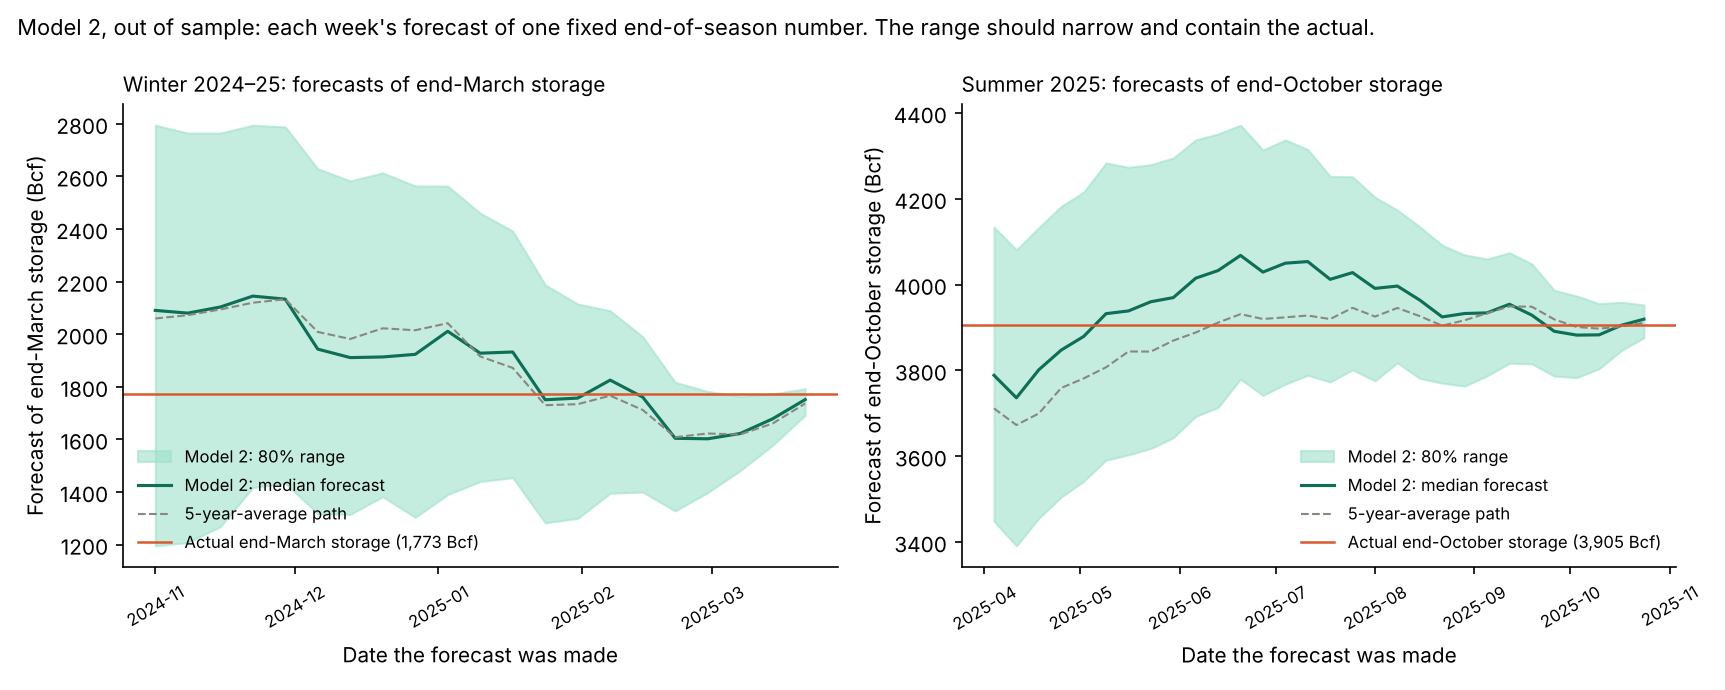 Model 2, out of sample: each week's forecast of one fixed end-of-season number. The range should narrow and contain the actual.
Winter 2024–25: forecasts of end-March storage
Forecast of end-March storage (Bcf)
2800
2600
2400
2200
2000
1800
1600
1400
1200
Model 2: 80% range
Model 2: median forecast
5-year-average path
Actual end-March storage (1,773 Bcf)
2024-11
2024-12
2025-01
2025-02
2025-03
Date the forecast was made
Summer 2025: forecasts of end-October storage
Forecast of end-October storage (Bcf)
4400
4200
4000
3800
3600
3400
Model 2: 80% range
Model 2: median forecast
5-year-average path
Actual end-October storage (3,905 Bcf)
2025-04
2025-05
2025-06
2025-07
2025-08
2025-09
2025-10
2025-11
Date the forecast was made